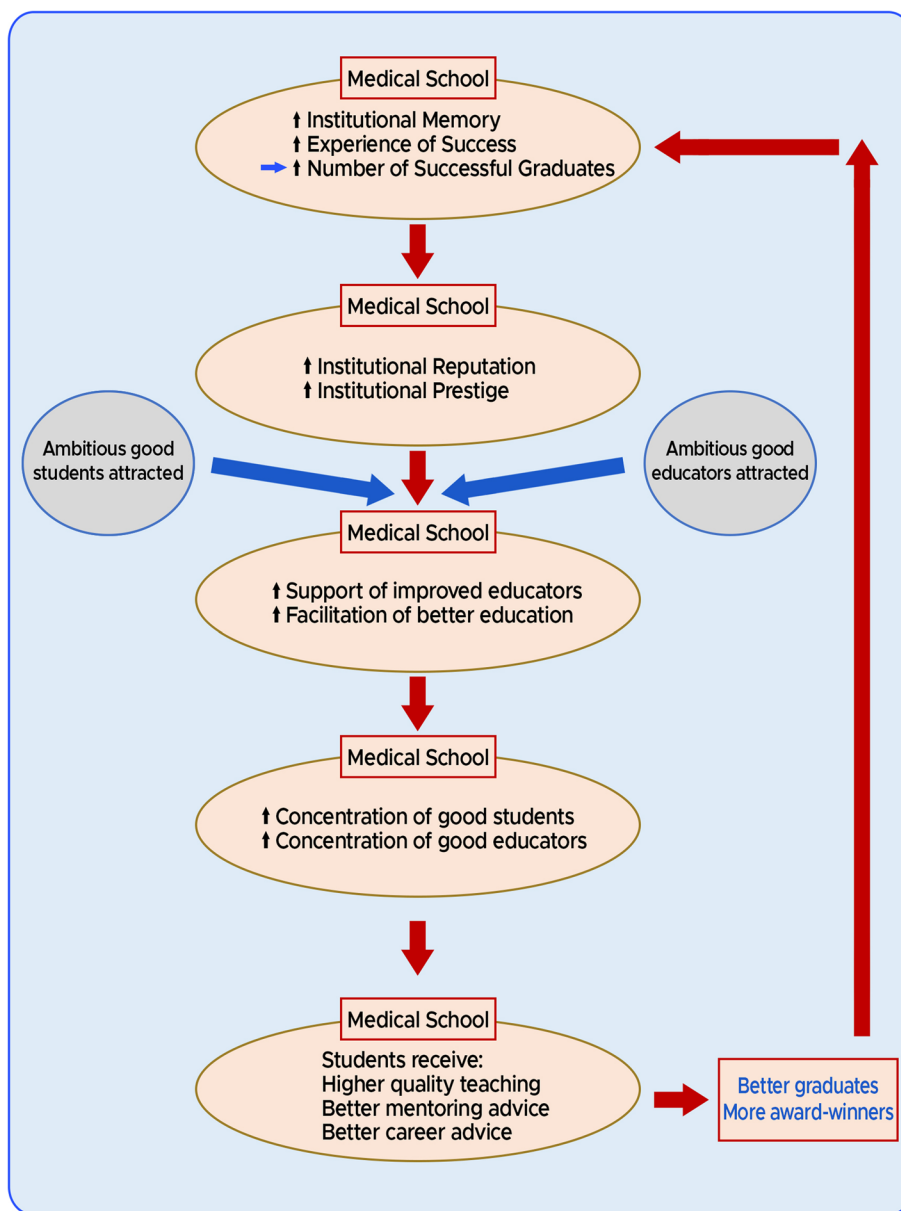 Medical School
Institutional Memory
Experience of Success
Number of Successful Graduates
Medical School
Institutional Reputation
Institutional Prestige
Ambitious good
students attracted
Ambitious good
educators attracted
Medical School
Support of improved educators
Facilitation of better education
Medical School
Concentration of good students
Concentration of good educators
Medical School
Students receive:
Higher quality teaching
Better mentoring advice
Better career advice
Better graduates
More award-winners